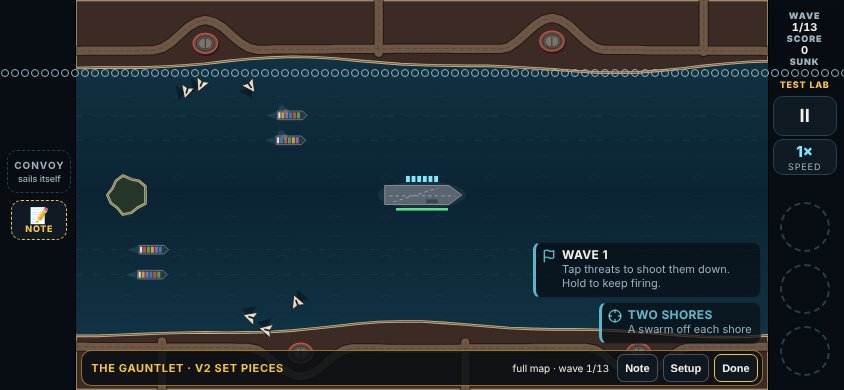 WAVE
1/13
SCORE
0
SUNK
TEST LAB
1×
SPEED
CONVOY
sails itself
NOTE
WAVE 1
Tap threats to shoot them down.
Hold to keep firing.
TWO SHORES
A swarm off each shore
THE GAUNTLET · V2 SET PIECES
full map · wave 1/13
Note
Setup
Done